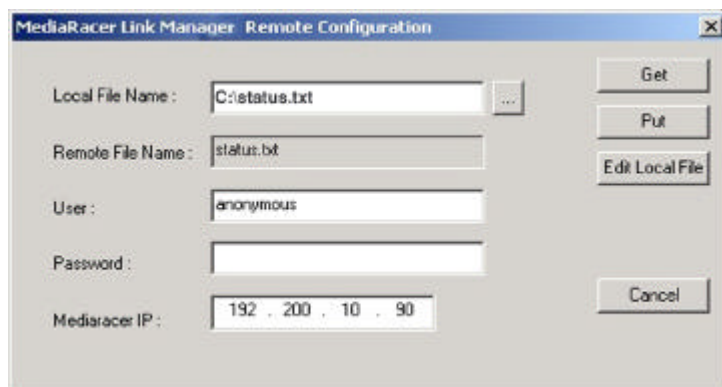 MediaRacer Link Manager Remote Configuration
Local File Name :
C:\status.txt
...
Get
Remote File Name :
status.txt
Put
Edit Local File
User :
anonymous
Password :
Mediaracer IP :
192 . 200 . 10 . 90
Cancel